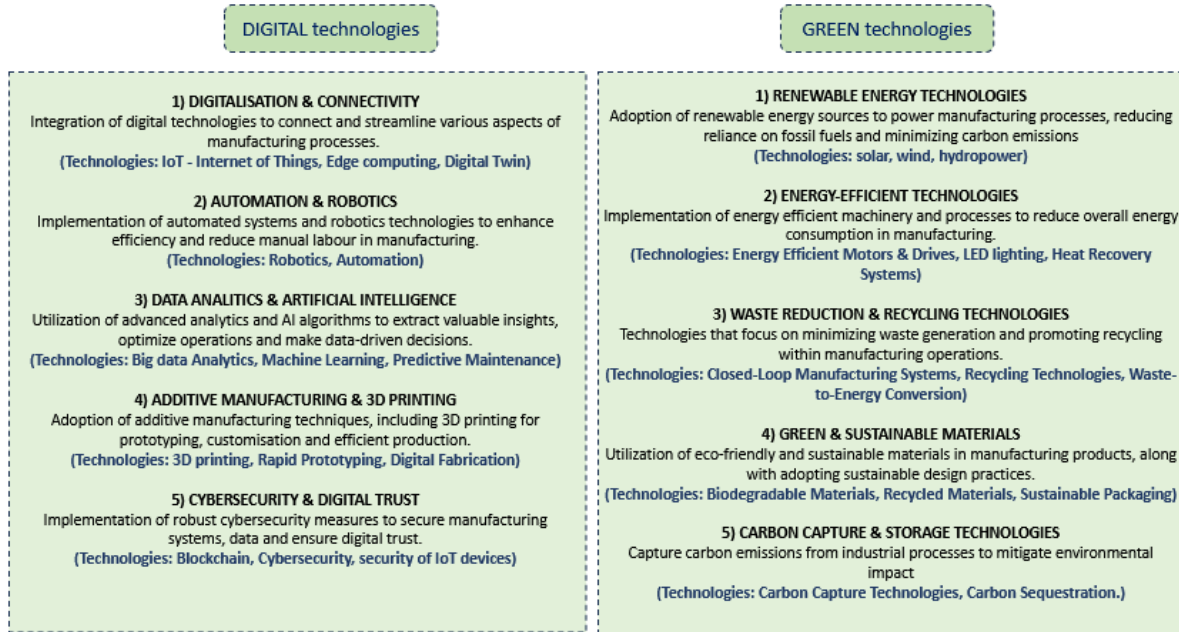 DIGITAL technologies
1) DIGITALISATION & CONNECTIVITY
Integration of digital technologies to connect and streamline various aspects of
manufacturing processes.
(Technologies: IoT - Internet of Things, Edge computing, Digital Twin)
2) AUTOMATION & ROBOTICS
Implementation of automated systems and robotics technologies to enhance
efficiency and reduce manual labour in manufacturing.
(Technologies: Robotics, Automation)
3) DATA ANALITICS & ARTIFICIAL INTELLIGENCE
Utilization of advanced analytics and AI algorithms to extract valuable insights,
optimize operations and make data-driven decisions.
(Technologies: Big data Analytics, Machine Learning, Predictive Maintenance)
4) ADDITIVE MANUFACTURING & 3D PRINTING
Adoption of additive manufacturing techniques, including 3D printing for
prototyping, customisation and efficient production.
(Technologies: 3D printing, Rapid Prototyping, Digital Fabrication)
5) CYBERSECURITY & DIGITAL TRUST
Implementation of robust cybersecurity measures to secure manufacturing
systems, data and ensure digital trust.
(Technologies: Blockchain, Cybersecurity, security of IoT devices)
GREEN technologies
1) RENEWABLE ENERGY TECHNOLOGIES
Adoption of renewable energy sources to power manufacturing processes, reducing
reliance on fossil fuels and minimizing carbon emissions
(Technologies: solar, wind, hydropower)
2) ENERGY-EFFICIENT TECHNOLOGIES
Implementation of energy efficient machinery and processes to reduce overall energy
consumption in manufacturing.
(Technologies: Energy Efficient Motors & Drives, LED lighting, Heat Recovery
Systems)
3) WASTE REDUCTION & RECYCLING TECHNOLOGIES
Technologies that focus on minimizing waste generation and promoting recycling
within manufacturing operations.
(Technologies: Closed-Loop Manufacturing Systems, Recycling Technologies, Waste-
to-Energy Conversion)
4) GREEN & SUSTAINABLE MATERIALS
Utilization of eco-friendly and sustainable materials in manufacturing products, along
with adopting sustainable design practices.
(Technologies: Biodegradable Materials, Recycled Materials, Sustainable Packaging)
5) CARBON CAPTURE & STORAGE TECHNOLOGIES
Capture carbon emissions from industrial processes to mitigate environmental
impact
(Technologies: Carbon Capture Technologies, Carbon Sequestration.)